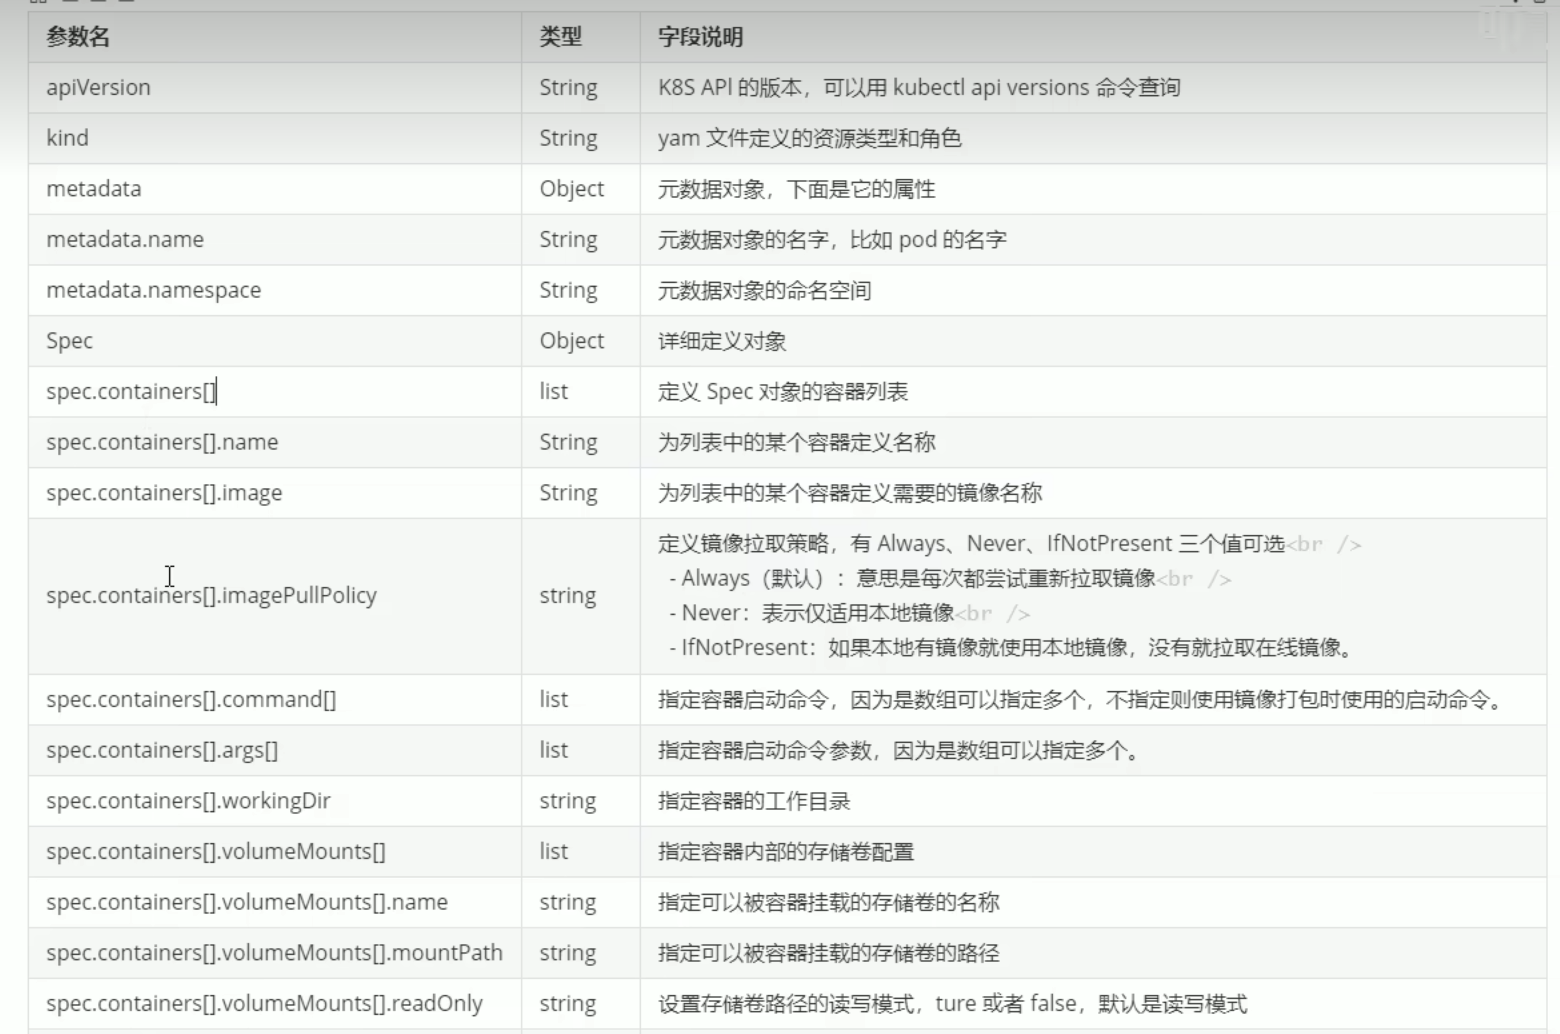 参数名 类型 字段说明
apiVersion String K8S APl 的版本，可以用 kubectl api versions 命令查询
kind String yam 文件定义的资源类型和角色
metadata Object 元数据对象，下面是它的属性
metadata.name String 元数据对象的名字，比如 pod 的名字
metadata.namespace String 元数据对象的命名空间
Spec Object 详细定义对象
spec.containers[] list 定义 Spec 对象的容器列表
spec.containers[].name String 为列表中的某个容器定义名称
spec.containers[].image String 为列表中的某个容器定义需要的镜像名称
spec.containers[].imagePullPolicy string 定义镜像拉取策略，有 Always、Never、IfNotPresent 三个值可选<br />
- Always（默认）：意思是每次都尝试重新拉取镜像<br />
- Never：表示仅适用本地镜像<br />
- IfNotPresent：如果本地有镜像就使用本地镜像，没有就拉取在线镜像。
spec.containers[].command[] list 指定容器启动命令，因为是数组可以指定多个，不指定则使用镜像打包时使用的启动命令。
spec.containers[].args[] list 指定容器启动命令参数，因为是数组可以指定多个。
spec.containers[].workingDir string 指定容器的工作目录
spec.containers[].volumeMounts[] list 指定容器内部的存储卷配置
spec.containers[].volumeMounts[].name string 指定可以被容器挂载的存储卷的名称
spec.containers[].volumeMounts[].mountPath string 指定可以被容器挂载的存储卷的路径
spec.containers[].volumeMounts[].readOnly string 设置存储卷路径的读写模式，ture 或者 false，默认是读写模式